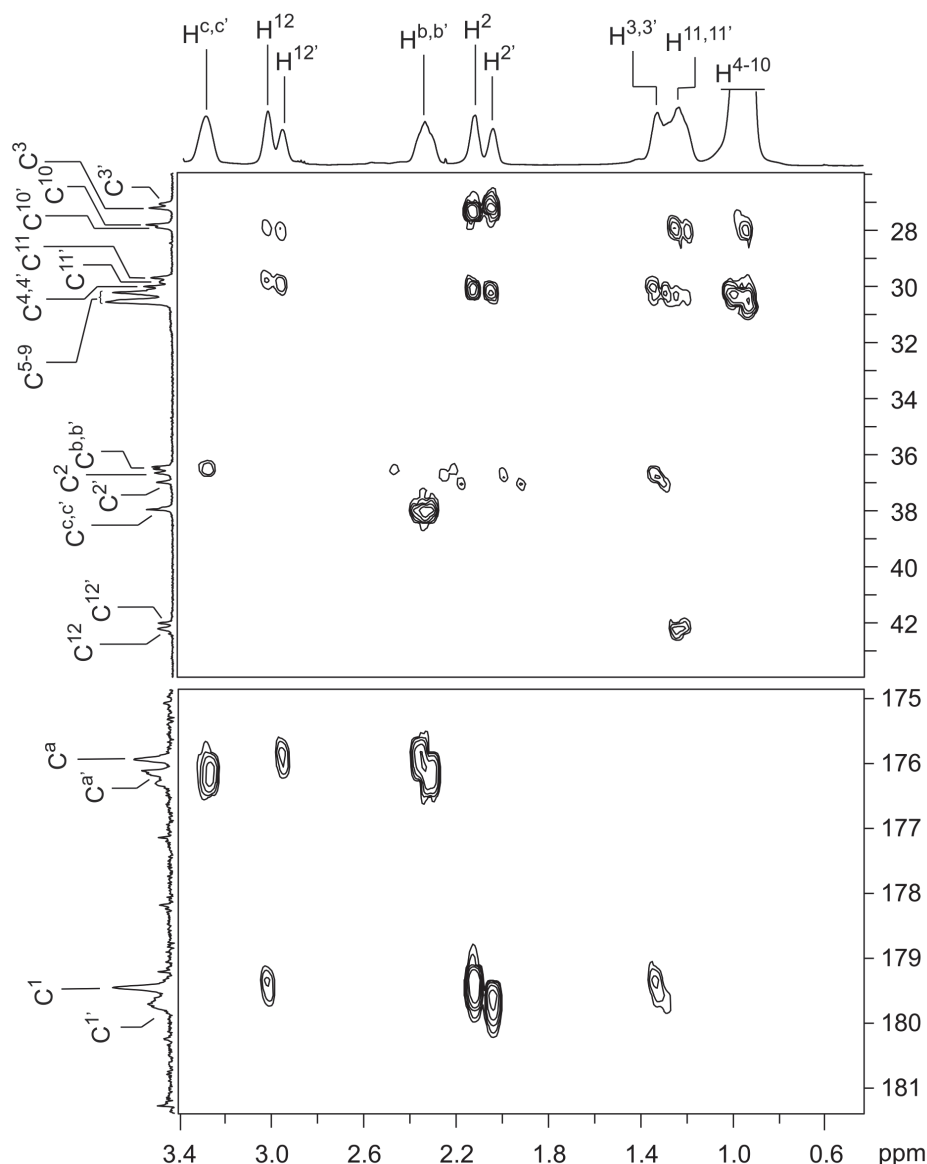 H^c,c' H^12 H^12' H^b,b' H^2 H^2' H^3,3' H^11,11' H^4-10
C^3'
C^3
C^10
C^10'
C^11
C^11'
C^4,4'
C^5-9
C^b,b'
C^2
C^2'
C^c,c'
C^12'
C^12
28
30
32
34
36
38
40
42
C^a
C^a'
C^1
C^1'
175
176
177
178
179
180
181
3.4 3.0 2.6 2.2 1.8 1.4 1.0 0.6 ppm